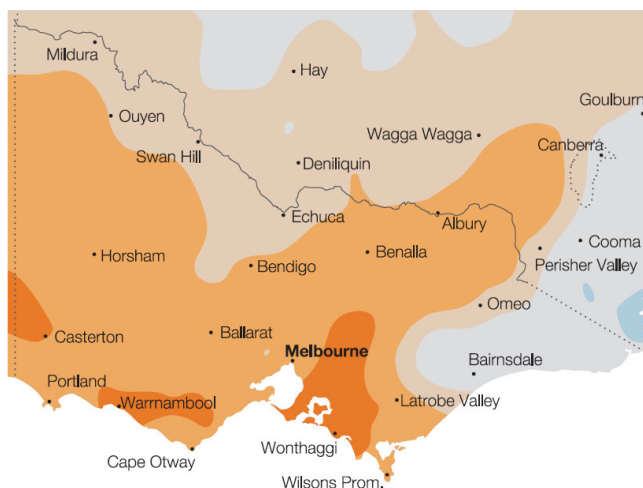 Mildura
Hay
Goulburn
Ouyen
Wagga Wagga
Canberra
Swan Hill
Deniliquin
Echuca
Albury
Cooma
Horsham
Benalla
Perisher Valley
Bendigo
Omeo
Casterton
Ballarat
Melbourne
Bairnsdale
Portland
Warrnambool
Latrobe Valley
Wonthaggi
Cape Otway
Wilsons Prom.